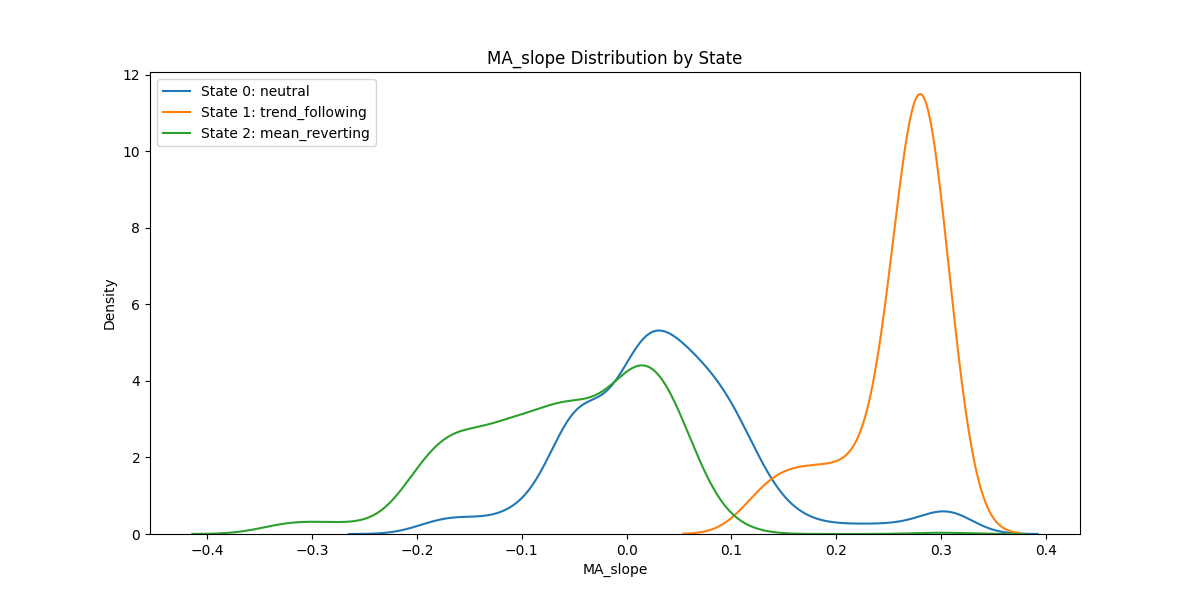 MA_slope Distribution by State
State 0: neutral
State 1: trend_following
State 2: mean_reverting
Density
12
10
8
6
4
2
0
−0.4 −0.3 −0.2 −0.1 0.0 0.1 0.2 0.3 0.4
MA_slope